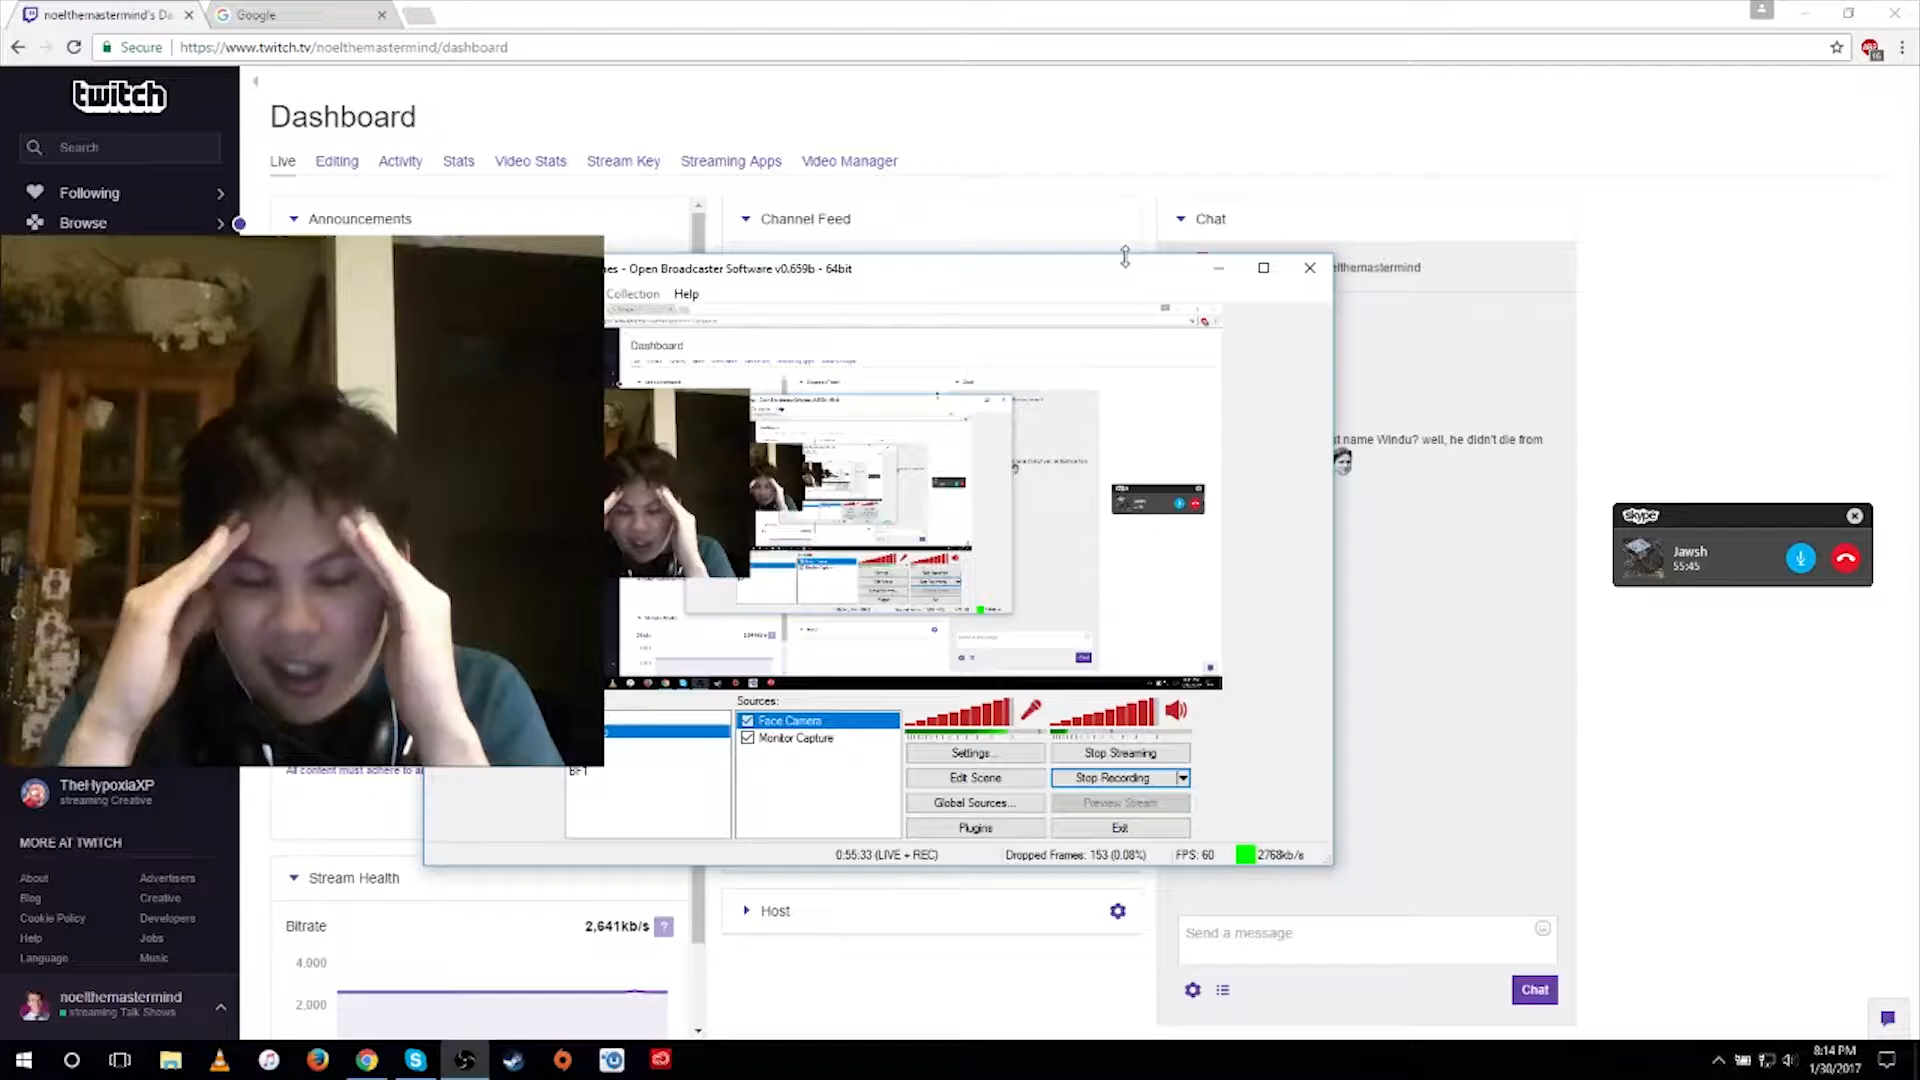 noelthemastermind's Da
Google
Secure
https://www.twitch.tv/noelthemastermind/dashboard
twitch
Search
Following
Browse
Dashboard
Live Editing Activity Stats Video Stats Stream Key Streaming Apps Video Manager
Announcements
Channel Feed
Chat
- Open Broadcaster Software v0.659b - 64bit
Collection Help
Dashboard
st name Windu? well, he didn't die from
skype
Jawsh
55:45
Sources:
Face Camera
Monitor Capture
BFT
Settings...
Stop Streaming
Edit Scene
Stop Recording
Global Sources...
Preview Stream
Plugins
Exit
0:55:33 (LIVE + REC)
Dropped Frames: 153 (0.08%)
FPS: 60
2768kb/s
All content must adhere to
TheHypoxiaXP
streaming Creative
MORE AT TWITCH
About
Advertisers
Blog
Creative
Cookie Policy
Developers
Help
Jobs
Language
Music
noelthemastermind
streaming Talk Shows
Stream Health
Bitrate
2,641kb/s
?
4,000
2,000
Host
Send a message
Chat
8:14 PM
1/30/2017